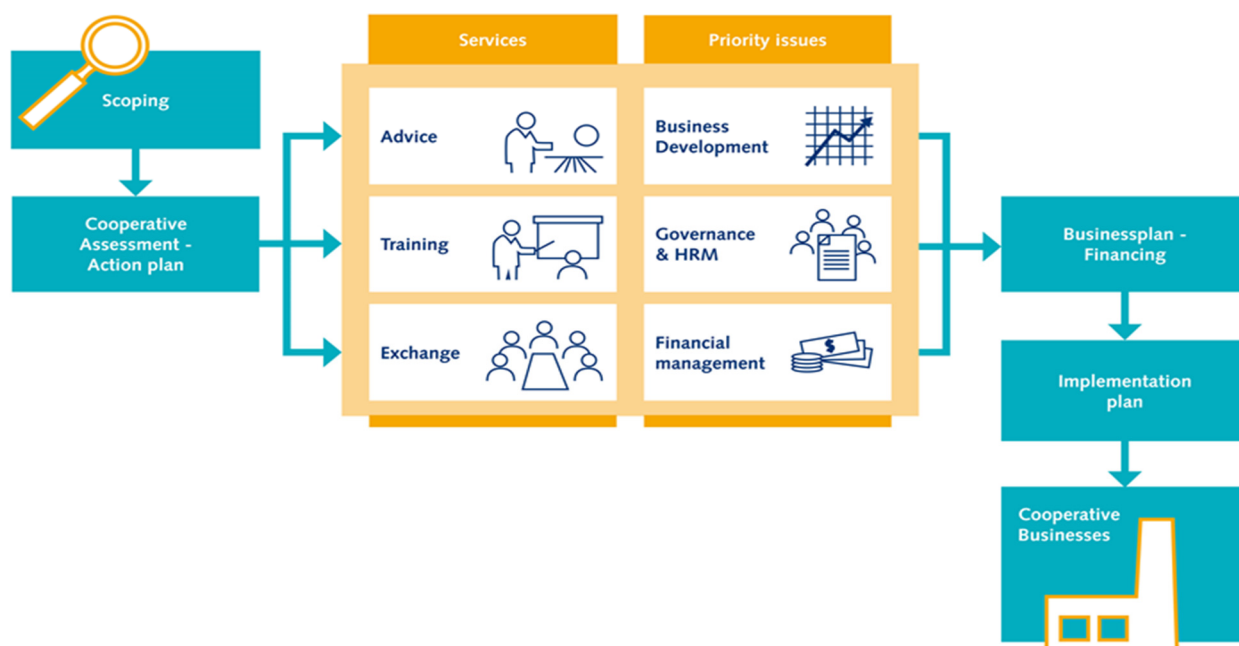 Scoping
Cooperative
Assessment -
Action plan
Services
Advice
Training
Exchange
Priority issues
Business
Development
Governance
& HRM
Financial
management
$
Businessplan -
Financing
Implementation
plan
Cooperative
Businesses